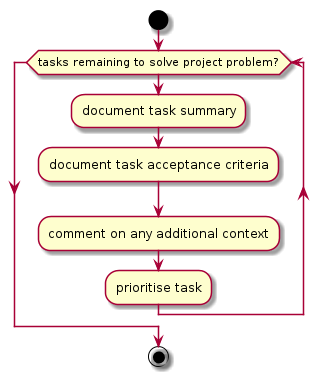 tasks remaining to solve project problem?
document task summary
document task acceptance criteria
comment on any additional context
prioritise task